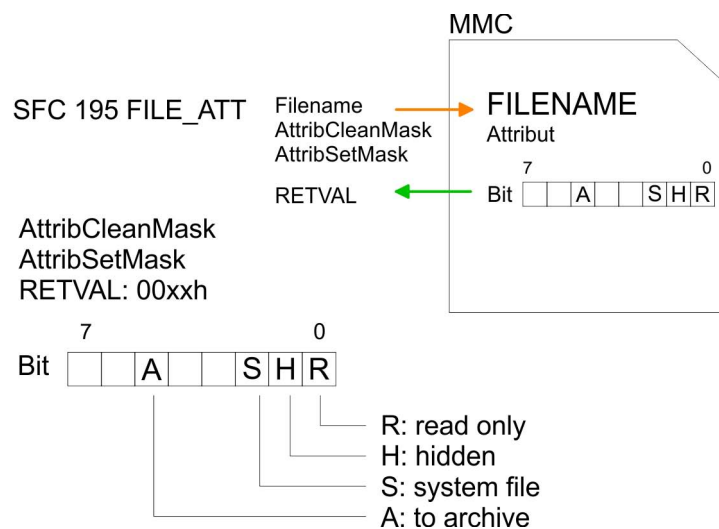 MMC
SFC 195 FILE_ATT
Filename
AttribCleanMask
AttribSetMask
RETVAL
FILENAME
Attribut
7 0
Bit A S H R
AttribCleanMask
AttribSetMask
RETVAL: 00xxh
7 0
Bit A S H R
R: read only
H: hidden
S: system file
A: to archive